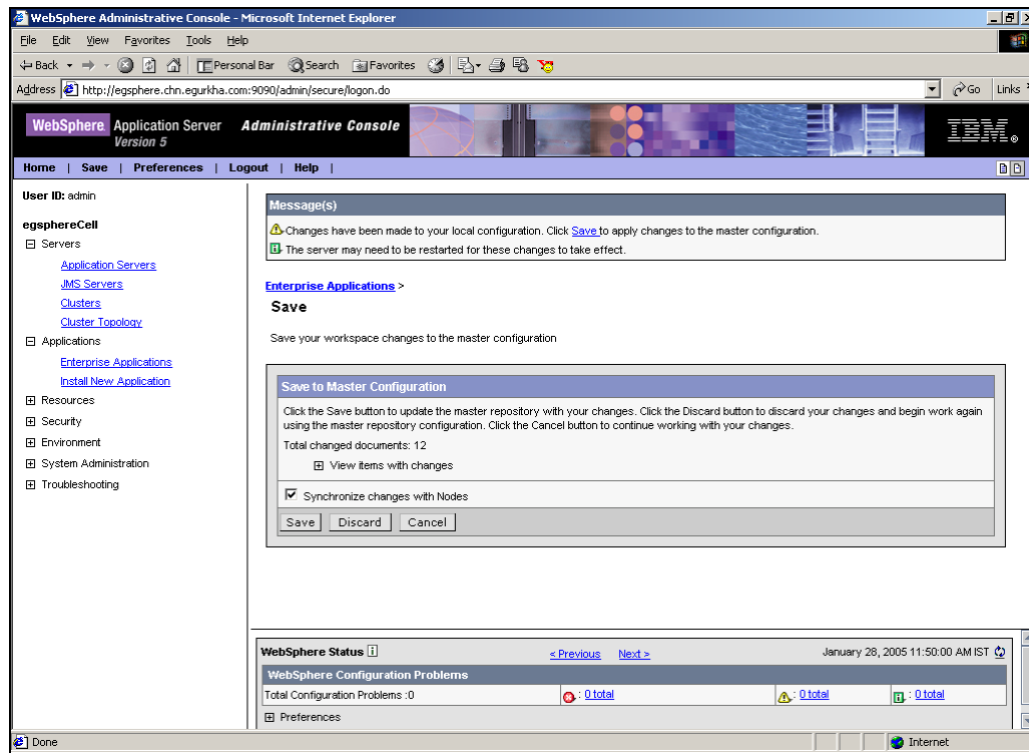 WebSphere Administrative Console - Microsoft Internet Explorer
File Edit View Favorites Tools Help
Back Personal Bar Search Favorites
Address http://egsphere.chn.egurkha.com:9090/admin/secure/logon.do Go Links
WebSphere Application Server Administrative Console
Version 5
IBM
Home | Save | Preferences | Logout | Help |
User ID: admin
egsphereCell
Servers
Application Servers
JMS Servers
Clusters
Cluster Topology
Applications
Enterprise Applications
Install New Application
Resources
Security
Environment
System Administration
Troubleshooting
Message(s)
Changes have been made to your local configuration. Click Save to apply changes to the master configuration.
The server may need to be restarted for these changes to take effect.
Enterprise Applications >
Save
Save your workspace changes to the master configuration
Save to Master Configuration
Click the Save button to update the master repository with your changes. Click the Discard button to discard your changes and begin work again
using the master repository configuration. Click the Cancel button to continue working with your changes.
Total changed documents: 12
View items with changes
Synchronize changes with Nodes
Save Discard Cancel
WebSphere Status < Previous Next > January 28, 2005 11:50:00 AM IST
WebSphere Configuration Problems
Total Configuration Problems :0 : 0 total : 0 total : 0 total
Preferences
Done Internet